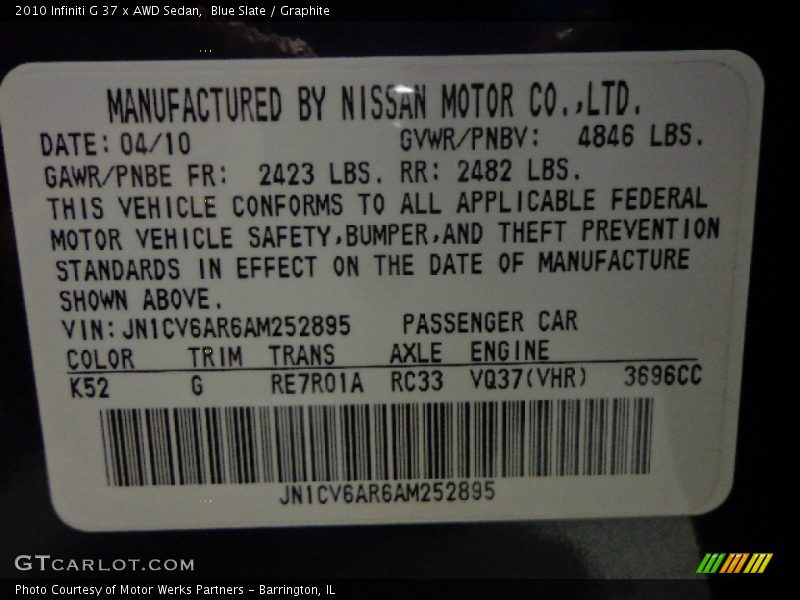 2010 Infiniti G 37 x AWD Sedan,  Blue Slate / Graphite
MANUFACTURED BY NISSAN MOTOR CO.,LTD.
DATE: 04/10 GVWR/PNBV: 4846 LBS.
GAWR/PNBE FR: 2423 LBS. RR: 2482 LBS.
THIS VEHICLE CONFORMS TO ALL APPLICABLE FEDERAL
MOTOR VEHICLE SAFETY,BUMPER,AND THEFT PREVENTION
STANDARDS IN EFFECT ON THE DATE OF MANUFACTURE
SHOWN ABOVE.
VIN: JN1CV6AR6AM252895 PASSENGER CAR
COLOR TRIM TRANS AXLE ENGINE
K52 G RE7R01A RC33 VQ37(VHR) 3696CC
JN1CV6AR6AM252895
GTCARLOT.COM
Photo Courtesy of Motor Werks Partners - Barrington, IL